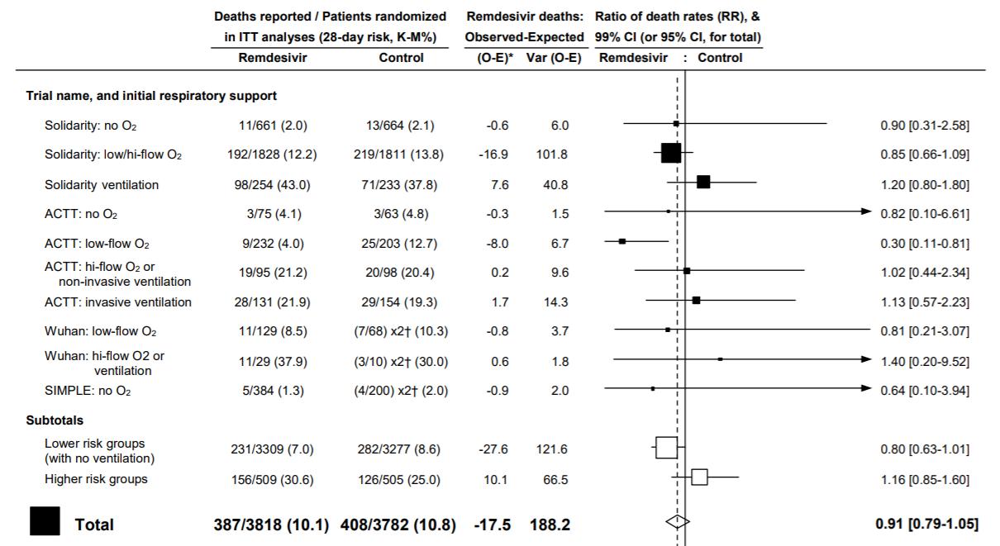 Deaths reported / Patients randomized Remdesivir deaths: Ratio of death rates (RR), &
in ITT analyses (28-day risk, K-M%) Observed-Expected 99% CI (or 95% CI, for total)
Remdesivir Control (O-E)* Var (O-E) Remdesivir : Control
Trial name, and initial respiratory support
Solidarity: no O₂ 11/661 (2.0) 13/664 (2.1) -0.6 6.0 0.90 [0.31-2.58]
Solidarity: low/hi-flow O₂ 192/1828 (12.2) 219/1811 (13.8) -16.9 101.8 0.85 [0.66-1.09]
Solidarity ventilation 98/254 (43.0) 71/233 (37.8) 7.6 40.8 1.20 [0.80-1.80]
ACTT: no O₂ 3/75 (4.1) 3/63 (4.8) -0.3 1.5 0.82 [0.10-6.61]
ACTT: low-flow O₂ 9/232 (4.0) 25/203 (12.7) -8.0 6.7 0.30 [0.11-0.81]
ACTT: hi-flow O₂ or
non-invasive ventilation 19/95 (21.2) 20/98 (20.4) 0.2 9.6 1.02 [0.44-2.34]
ACTT: invasive ventilation 28/131 (21.9) 29/154 (19.3) 1.7 14.3 1.13 [0.57-2.23]
Wuhan: low-flow O₂ 11/129 (8.5) (7/68) x2† (10.3) -0.8 3.7 0.81 [0.21-3.07]
Wuhan: hi-flow O2 or
ventilation 11/29 (37.9) (3/10) x2† (30.0) 0.6 1.8 1.40 [0.20-9.52]
SIMPLE: no O₂ 5/384 (1.3) (4/200) x2† (2.0) -0.9 2.0 0.64 [0.10-3.94]
Subtotals
Lower risk groups
(with no ventilation) 231/3309 (7.0) 282/3277 (8.6) -27.6 121.6 0.80 [0.63-1.01]
Higher risk groups 156/509 (30.6) 126/505 (25.0) 10.1 66.5 1.16 [0.85-1.60]
Total 387/3818 (10.1) 408/3782 (10.8) -17.5 188.2 0.91 [0.79-1.05]